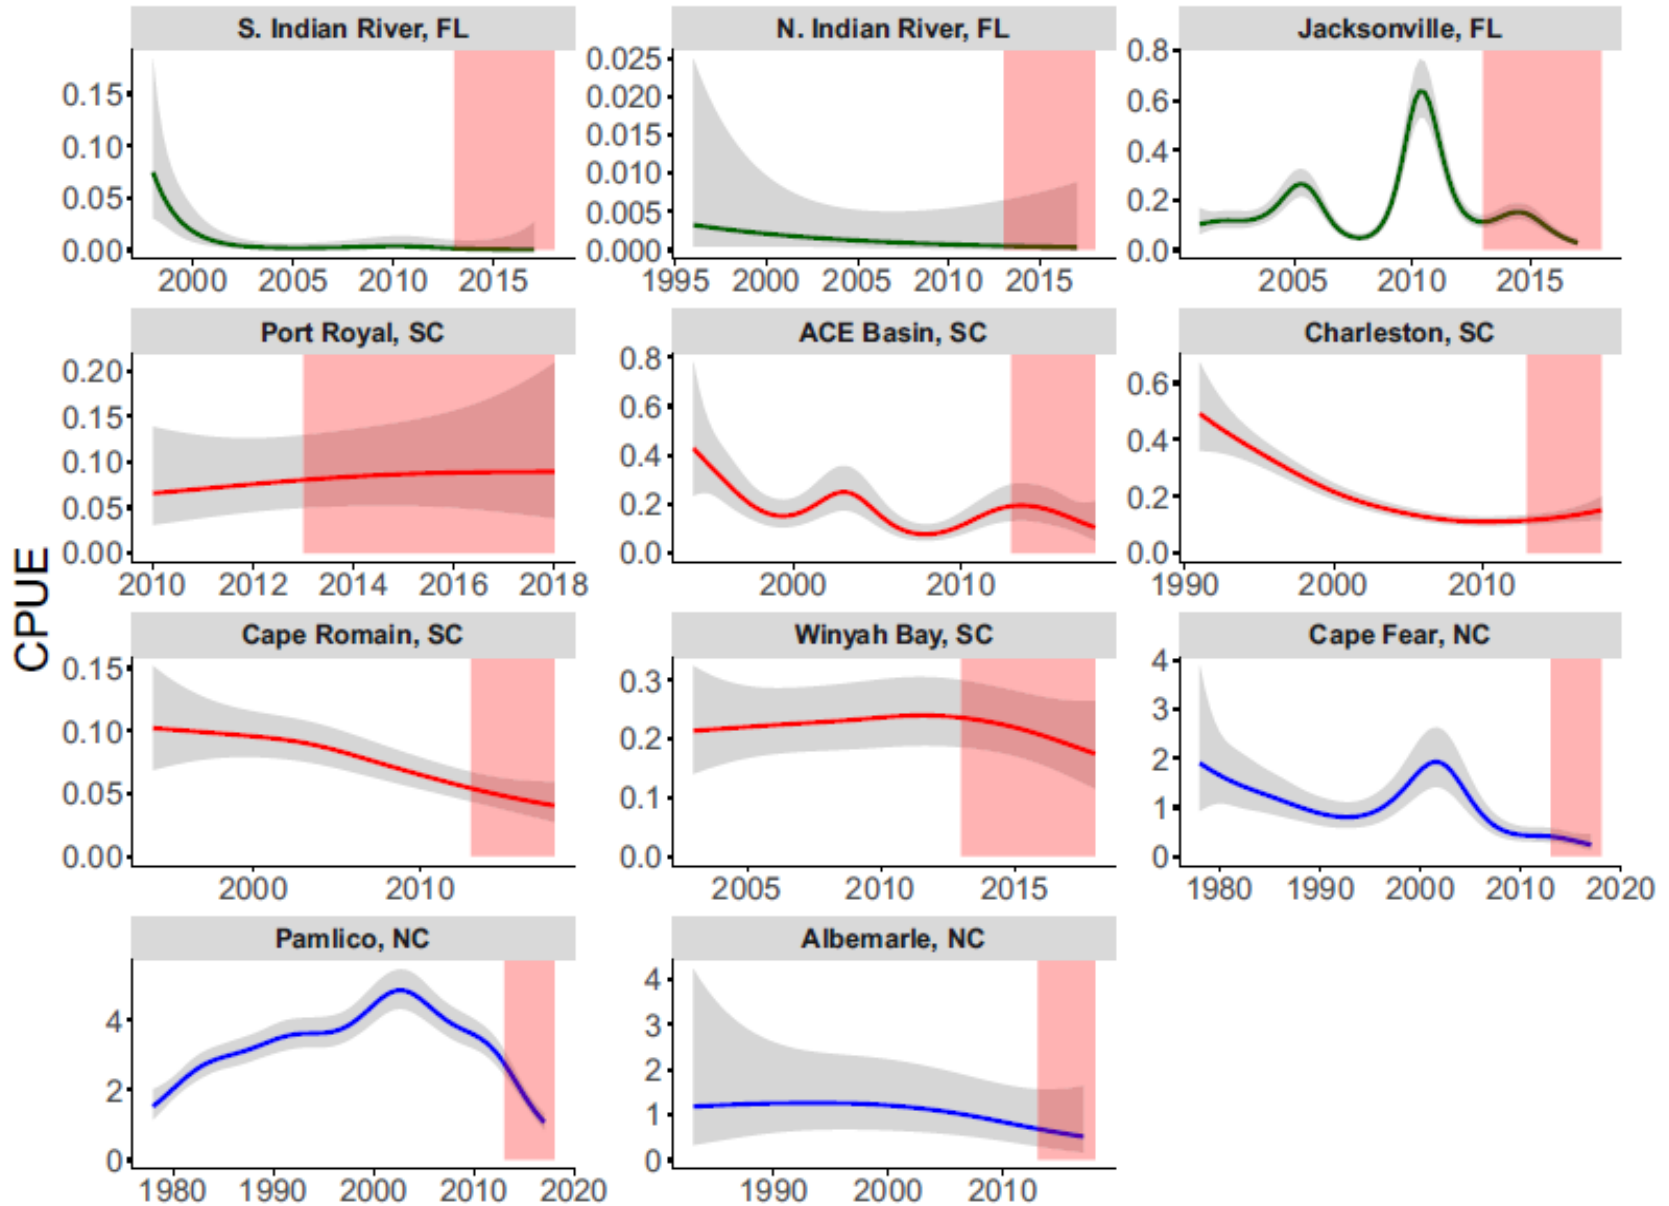 CPUE
S. Indian River, FL
0.15
0.10
0.05
0.00
2000 2005 2010 2015
N. Indian River, FL
0.025
0.020
0.015
0.010
0.005
0.000
1995 2000 2005 2010 2015
Jacksonville, FL
0.8
0.6
0.4
0.2
0.0
2005 2010 2015
Port Royal, SC
0.20
0.15
0.10
0.05
0.00
2010 2012 2014 2016 2018
ACE Basin, SC
0.8
0.6
0.4
0.2
0.0
2000 2010
Charleston, SC
0.6
0.4
0.2
0.0
1990 2000 2010
Cape Romain, SC
0.15
0.10
0.05
0.00
2000 2010
Winyah Bay, SC
0.3
0.2
0.1
0.0
2005 2010 2015
Cape Fear, NC
4
3
2
1
0
1980 1990 2000 2010 2020
Pamlico, NC
4
2
0
1980 1990 2000 2010 2020
Albemarle, NC
4
3
2
1
0
1990 2000 2010